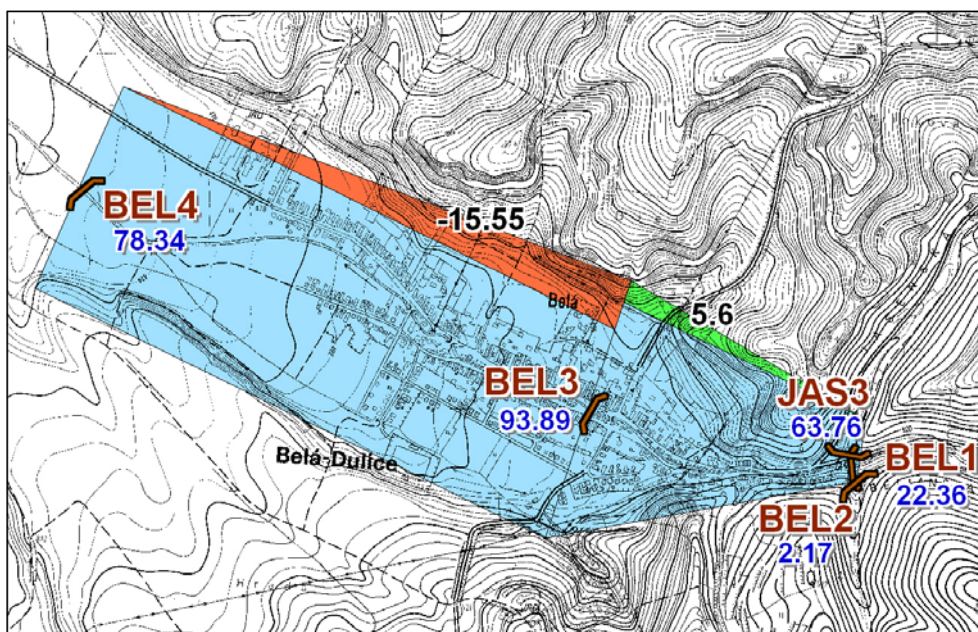 BEL4
78.34
-15.55
Belá
5.6
BEL3
93.89
JAS3
63.76
BEL1
22.36
BEL2
2.17
Belá-Dulice